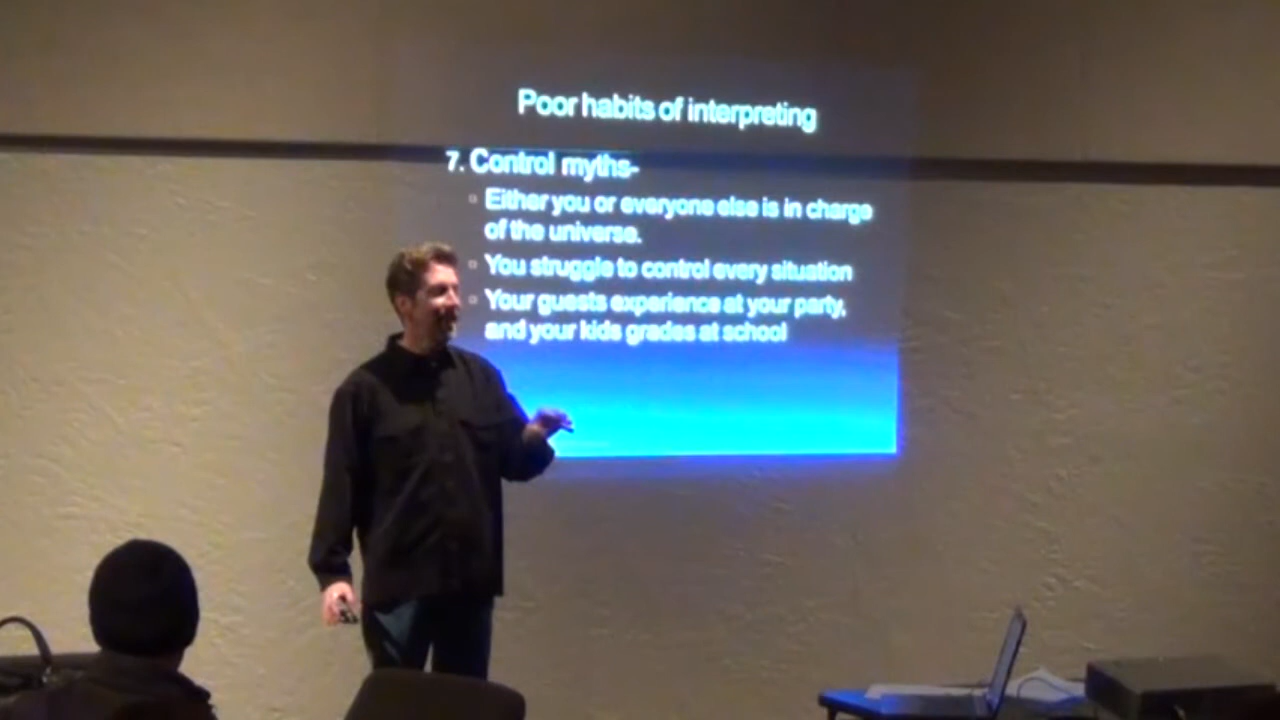 Poor habits of interpreting
7. Control myths-
Either you or everyone else is in charge
of the universe.
You struggle to control every situation
Your guests experience at your party,
and your kids grades at school